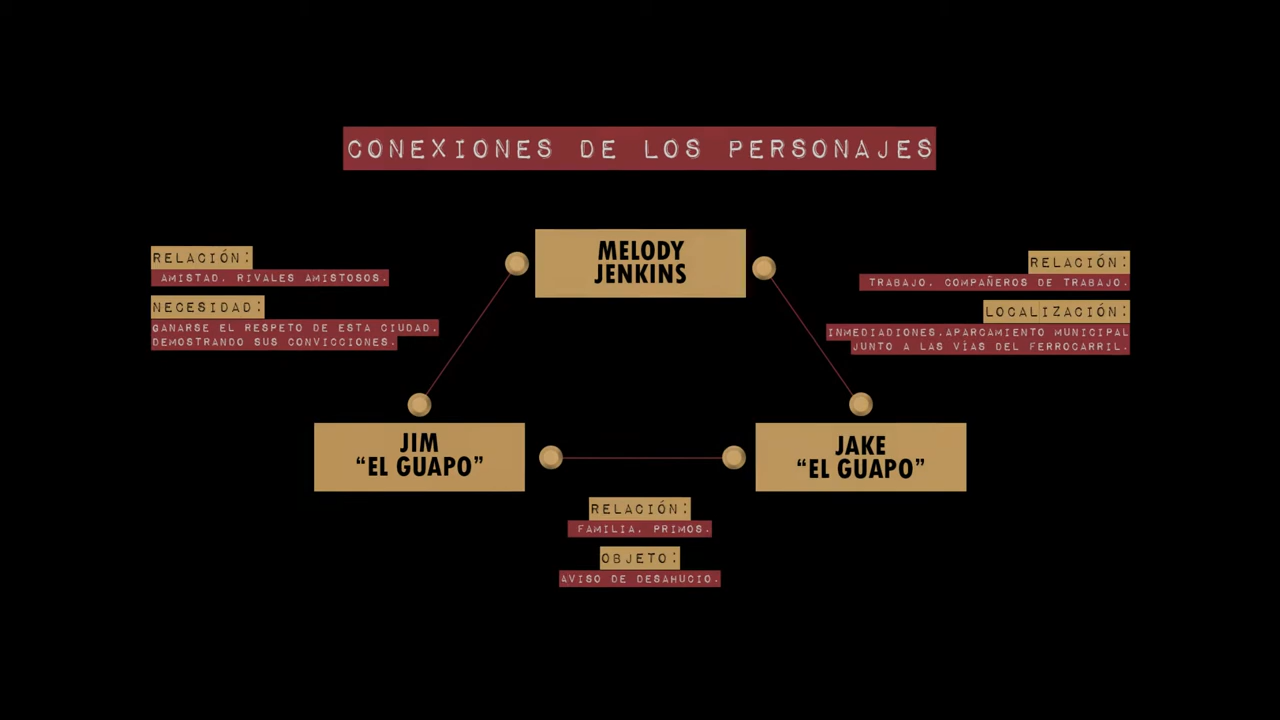 CONEXIONES DE LOS PERSONAJES
MELODY
JENKINS
RELACIÓN:
AMISTAD. RIVALES AMISTOSOS.
NECESIDAD:
GANARSE EL RESPETO DE ESTA CIUDAD,
DEMOSTRANDO SUS CONVICCIONES.
RELACIÓN:
TRABAJO. COMPAÑEROS DE TRABAJO.
LOCALIZACIÓN:
INMEDIADIONES.APARCAMIENTO MUNICIPAL
JUNTO A LAS VÍAS DEL FERROCARRIL.
JIM
“EL GUAPO”
JAKE
“EL GUAPO”
RELACIÓN:
FAMILIA. PRIMOS.
OBJETO:
AVISO DE DESAHUCIO.